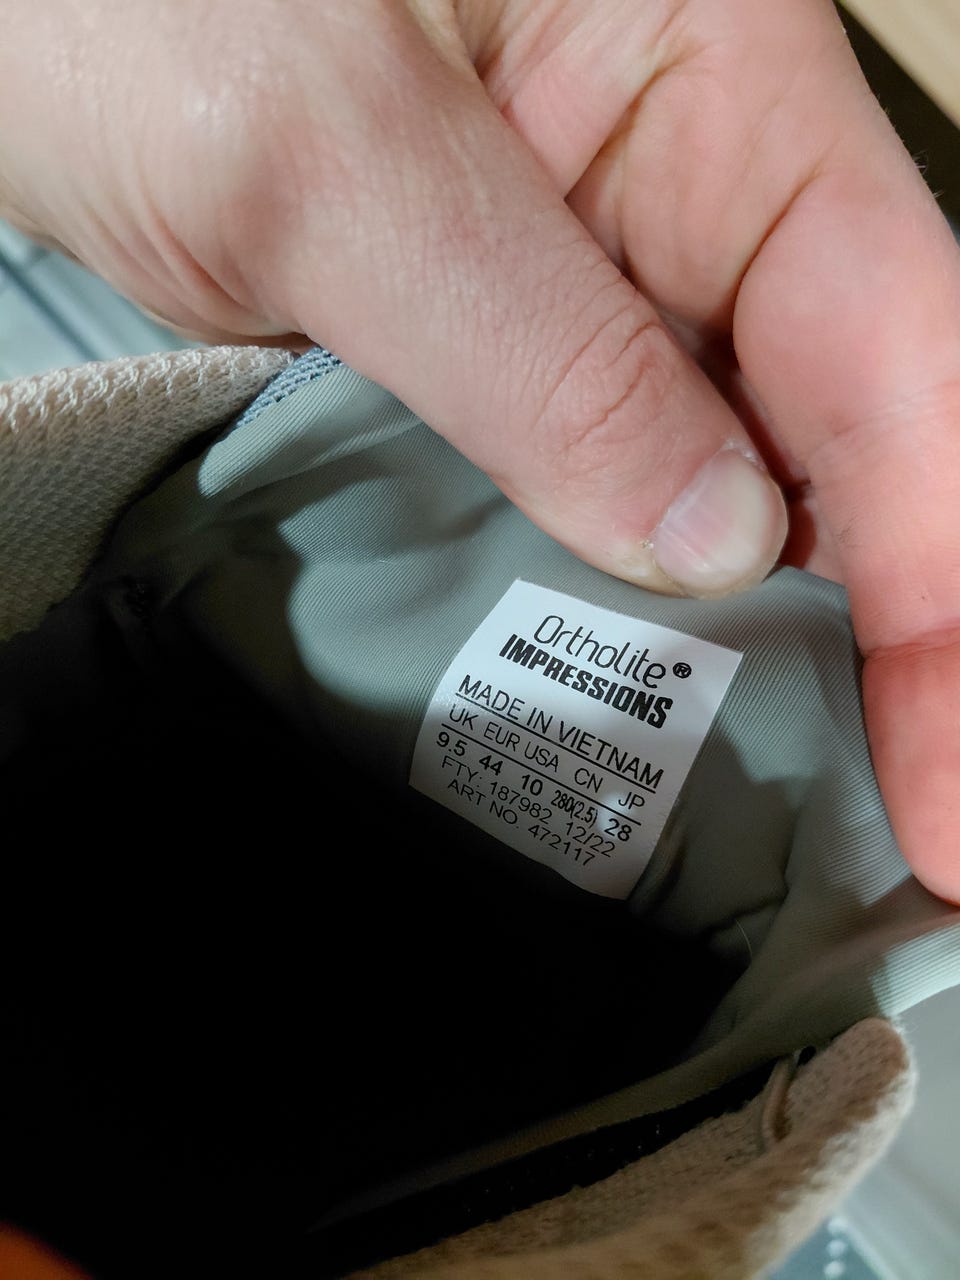 Ortholite®
IMPRESSIONS
MADE IN VIETNAM
UK EUR USA CN JP
9.5 44 10 280(2.5) 28
FTY: 187982 12/22
ART NO. 472117